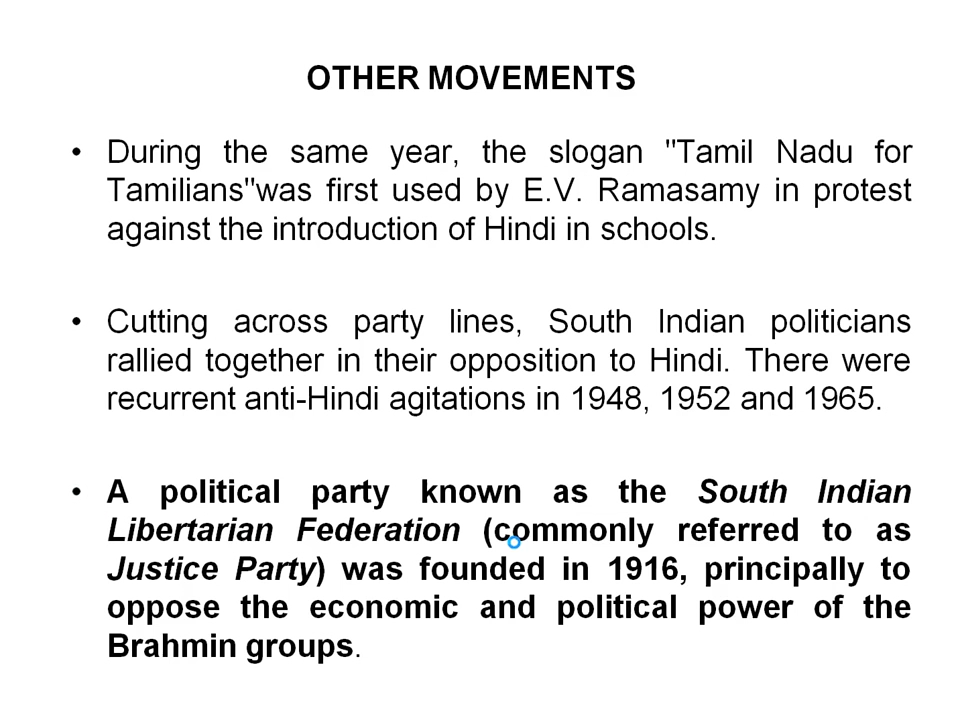 OTHER MOVEMENTS
• During the same year, the slogan "Tamil Nadu for
Tamilians"was first used by E.V. Ramasamy in protest
against the introduction of Hindi in schools.
• Cutting across party lines, South Indian politicians
rallied together in their opposition to Hindi. There were
recurrent anti-Hindi agitations in 1948, 1952 and 1965.
• A political party known as the South Indian
Libertarian Federation (commonly referred to as
Justice Party) was founded in 1916, principally to
oppose the economic and political power of the
Brahmin groups.